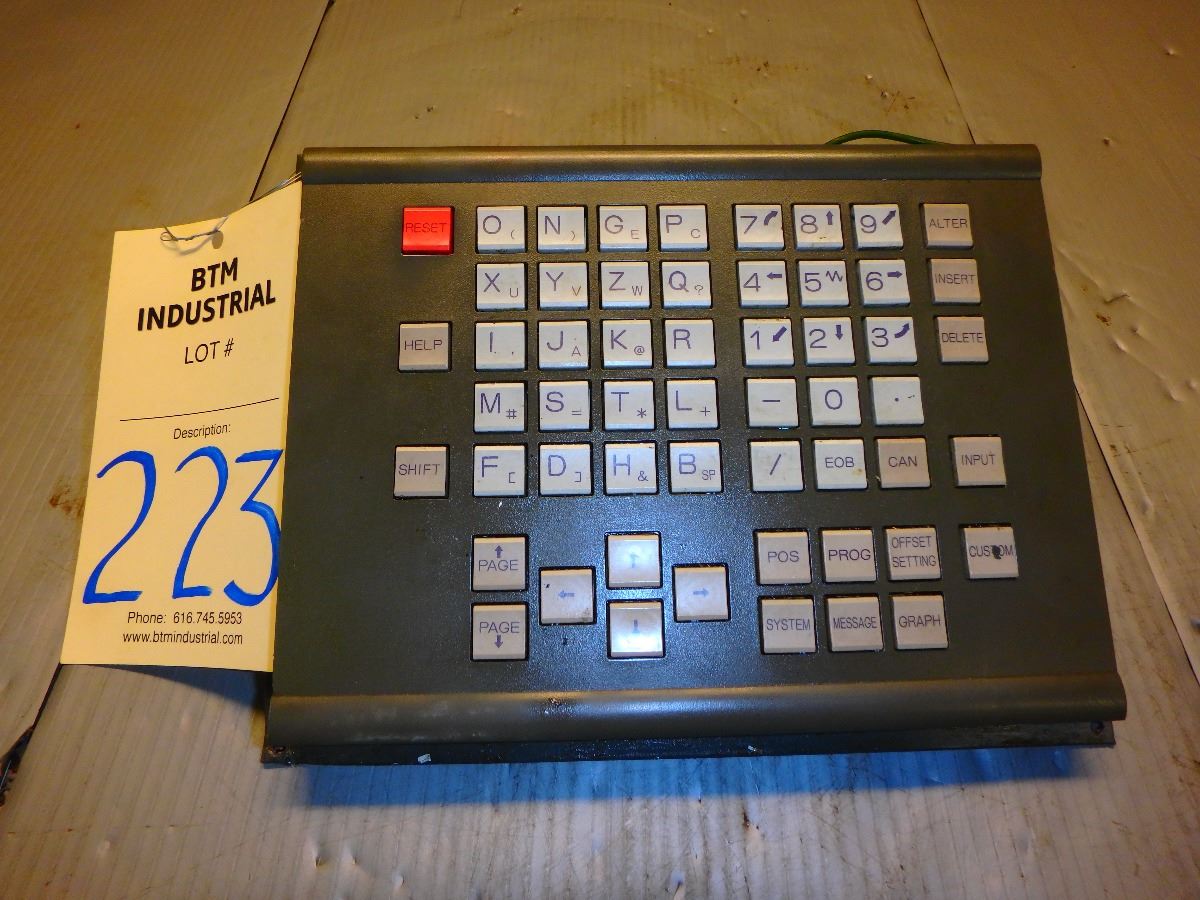 BTM
INDUSTRIAL
LOT #
Description:
223
Phone: 616.745.5953
www.btmindustrial.com
RESET O ( N ) G E P C 7 8 9 ALTER
X U Y V Z W Q ? 4 5 6 INSERT
HELP I , J A K @ R 1 2 3 DELETE
M # S = T * L + - 0 .
SHIFT F [ D ] H & B SP / EOB CAN INPUT
↑ PAGE ↑ POS PROG OFFSET SETTING CUSTOM
← →
PAGE ↓ ↓ SYSTEM MESSAGE GRAPH